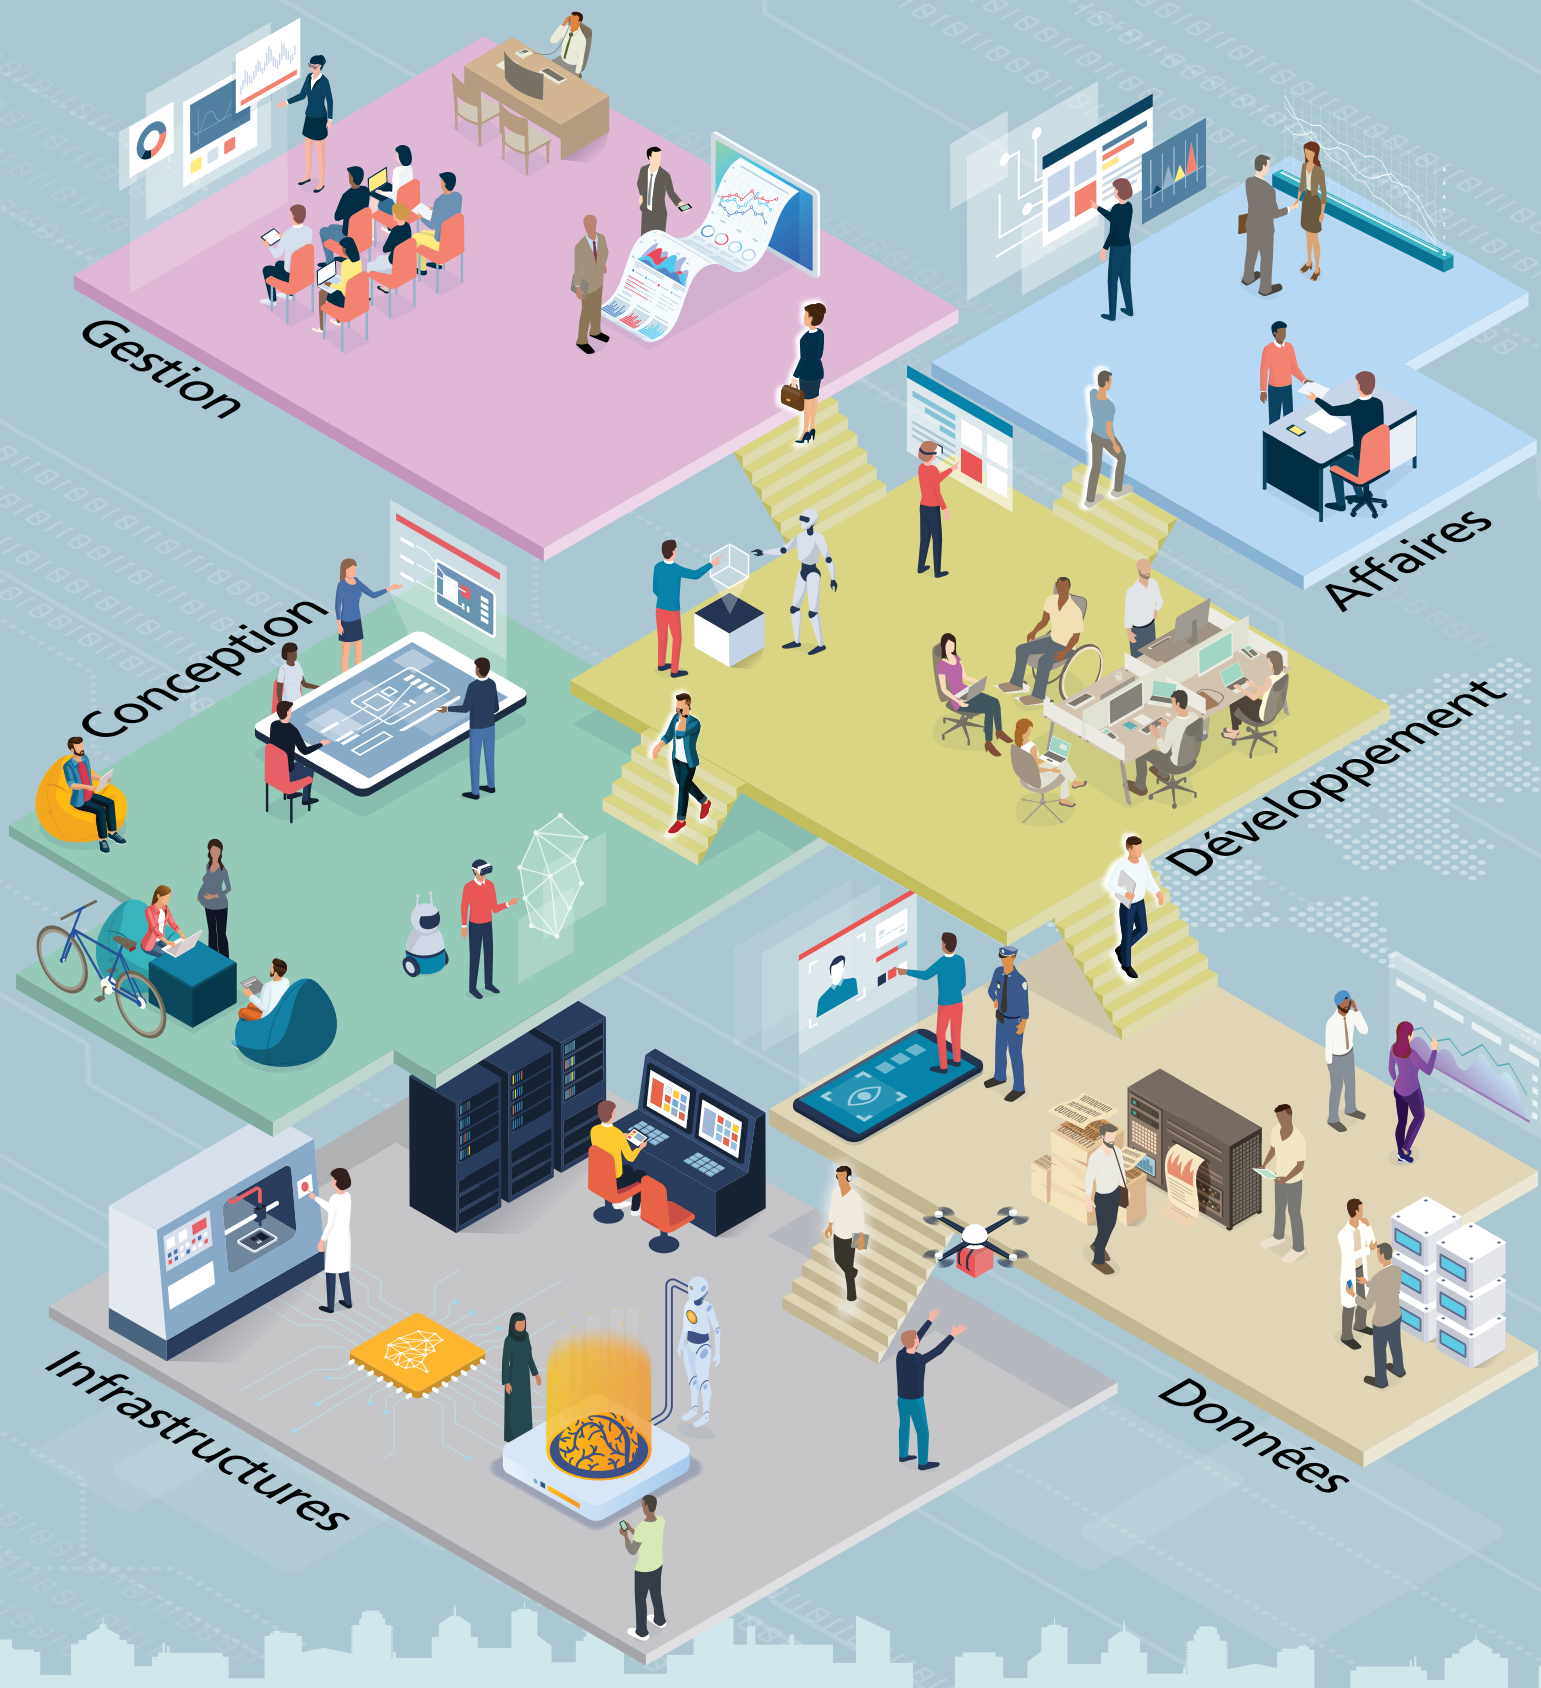 Gestion
Affaires
Conception
Développement
Infrastructures
Données